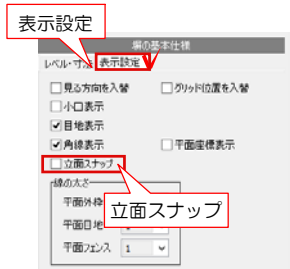 表示設定
塀の基本仕様
レベル・寸法 表示設定
見る方向を入替 グリッド位置を入替
小口表示
目地表示
角線表示 平面座標表示
立面スナップ
線の太さ
平面外枠
立面スナップ
平面目地
平面フェンス 1